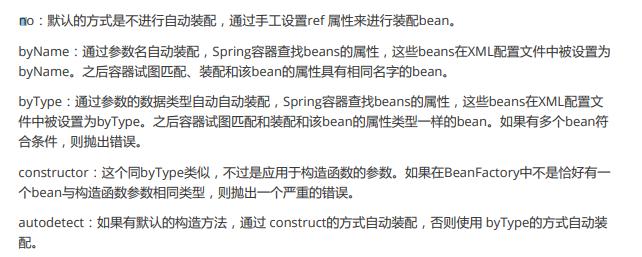 no：默认的方式是不进行自动装配，通过手工设置ref 属性来进行装配bean。
byName：通过参数名自动装配，Spring容器查找beans的属性，这些beans在XML配置文件中被设置为
byName。之后容器试图匹配、装配和该bean的属性具有相同名字的bean。
byType：通过参数的数据类型自动自动装配，Spring容器查找beans的属性，这些beans在XML配置文
件中被设置为byType。之后容器试图匹配和装配和该bean的属性类型一样的bean。如果有多个bean符
合条件，则抛出错误。
constructor：这个同byType类似，不过是应用于构造函数的参数。如果在BeanFactory中不是恰好有一
个bean与构造函数参数相同类型，则抛出一个严重的错误。
autodetect：如果有默认的构造方法，通过 construct的方式自动装配，否则使用 byType的方式自动装
配。